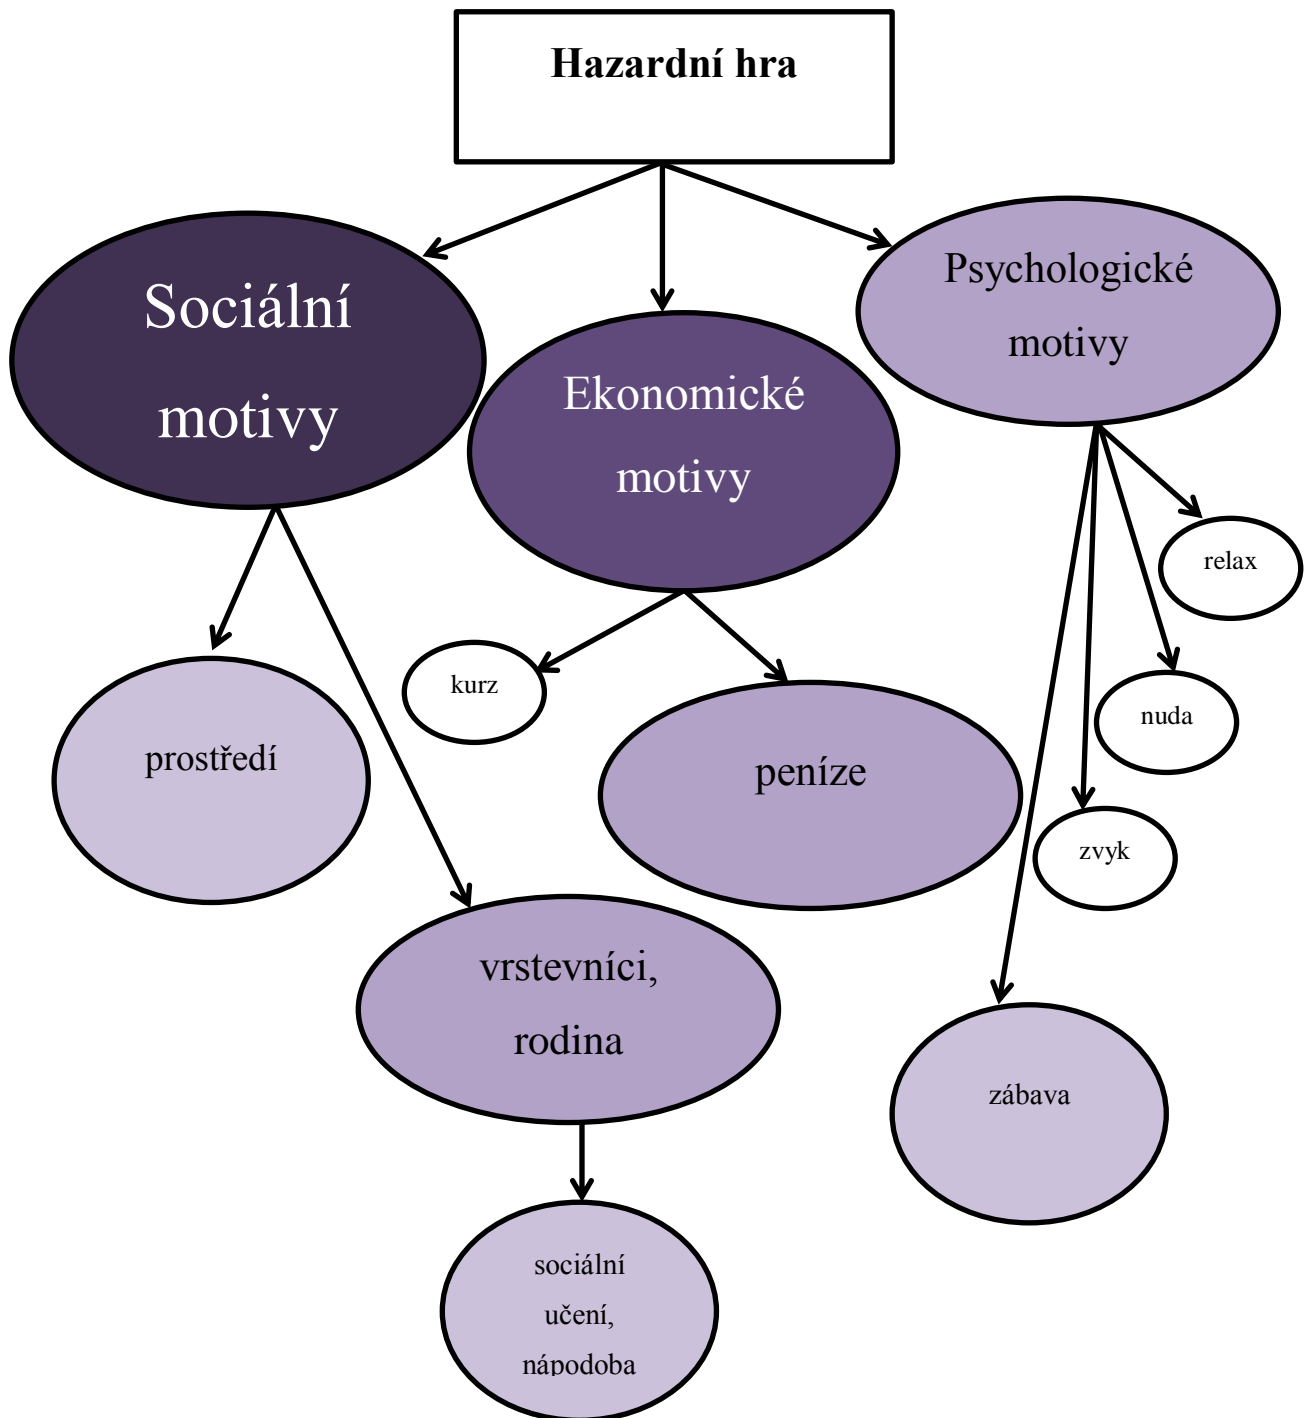 Hazardní hra
Sociální
motivy
Ekonomické
motivy
Psychologické
motivy
relax
nuda
zvyk
zábava
kurz
peníze
prostředí
vrstevníci,
rodina
sociální
učení,
nápodoba